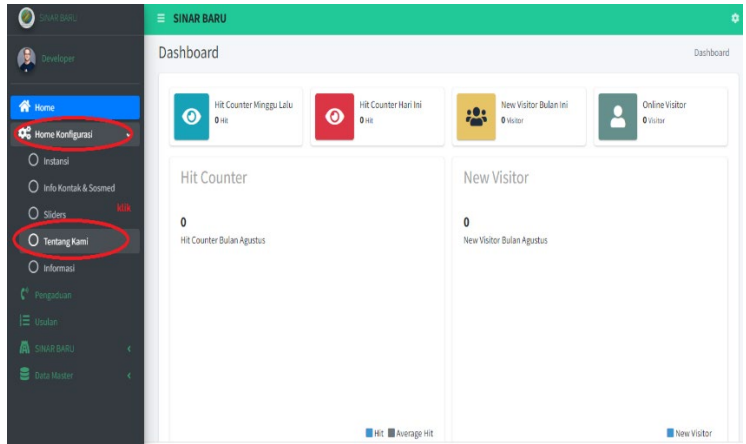 SINAR BARU
SINAR BARU
Developer
Dashboard
Dashboard
Home
Home Konfigurasi
Instansi
Info Kontak & Sosmed
Sliders
klik
Tentang Kami
Informasi
Pengaduan
Usulan
SINAR BARU
Data Master
Hit Counter Minggu Lalu
0 Hit
Hit Counter Hari Ini
0 Hit
New Visitor Bulan Ini
0 Visitor
Online Visitor
0 Visitor
Hit Counter
0
Hit Counter Bulan Agustus
Hit Average Hit
New Visitor
0
New Visitor Bulan Agustus
New Visitor